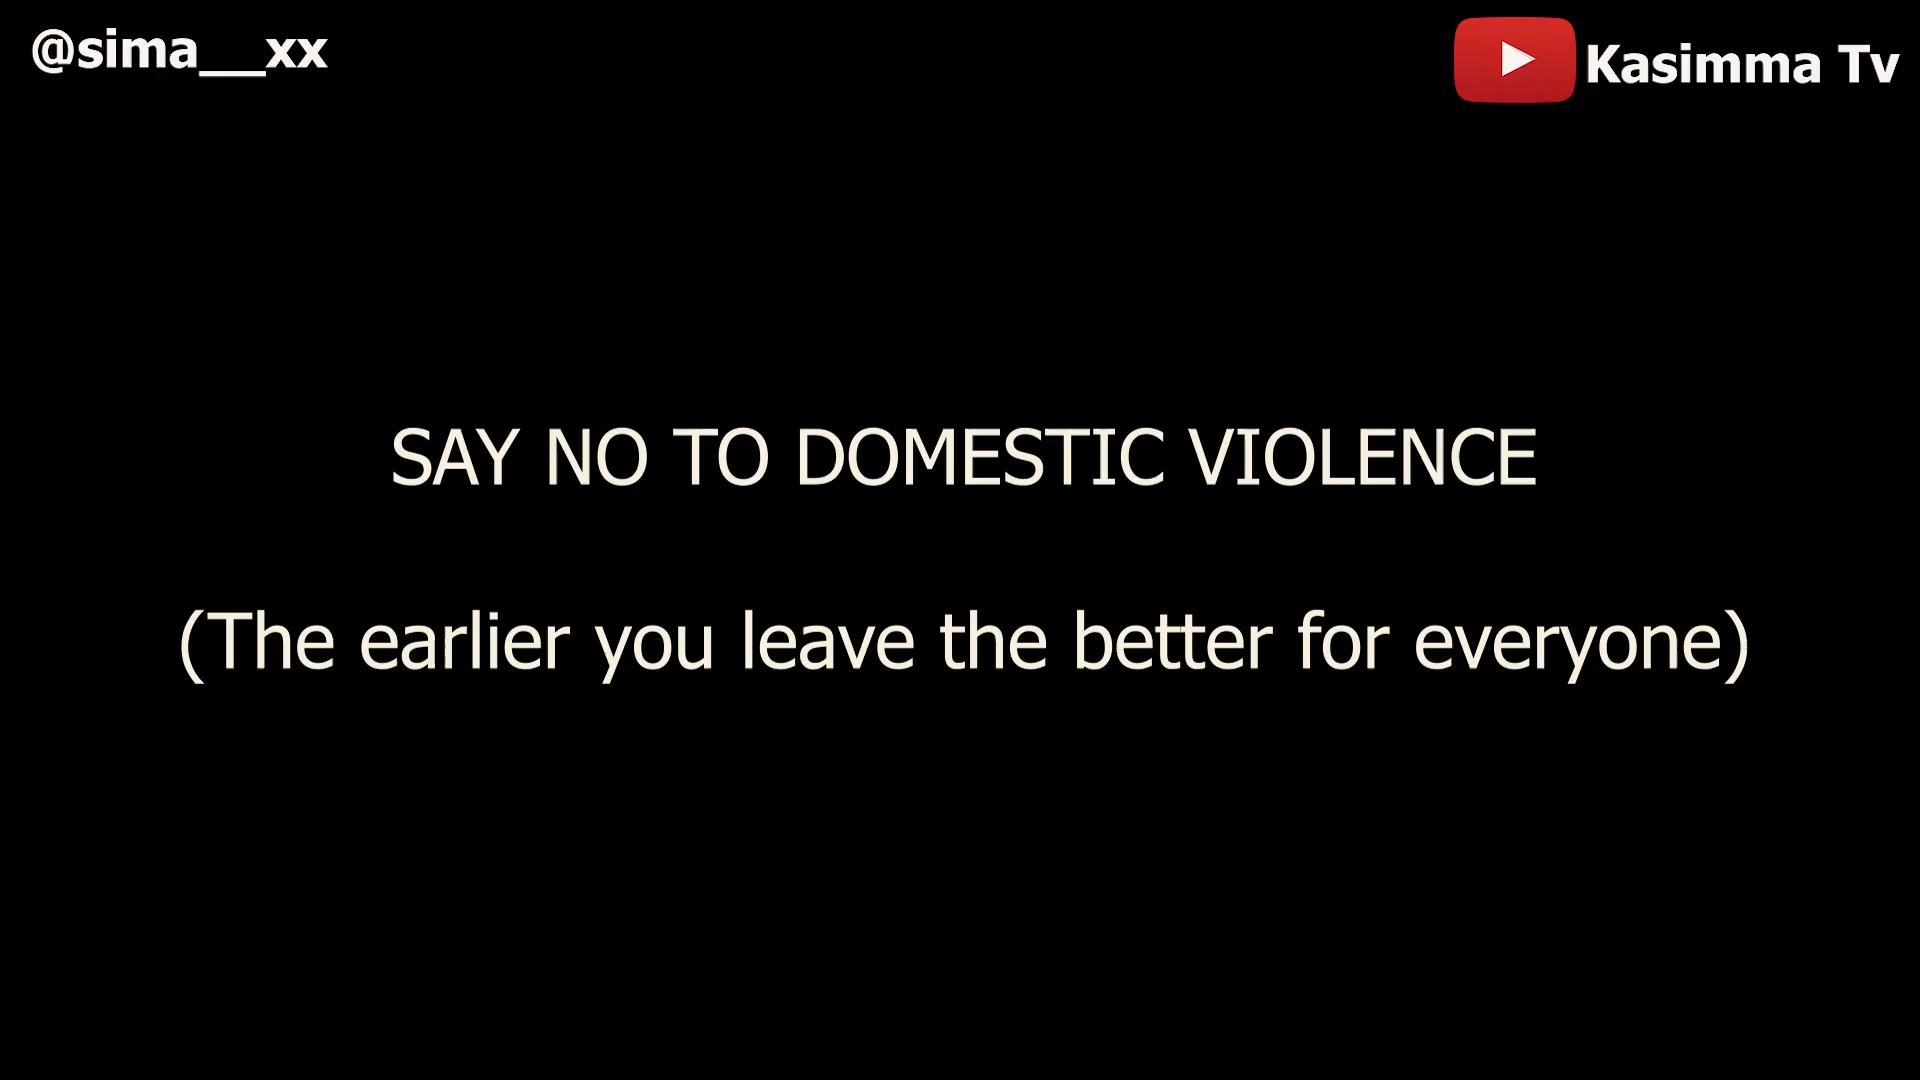 @sima__xx
Kasimma Tv
SAY NO TO DOMESTIC VIOLENCE
(The earlier you leave the better for everyone)